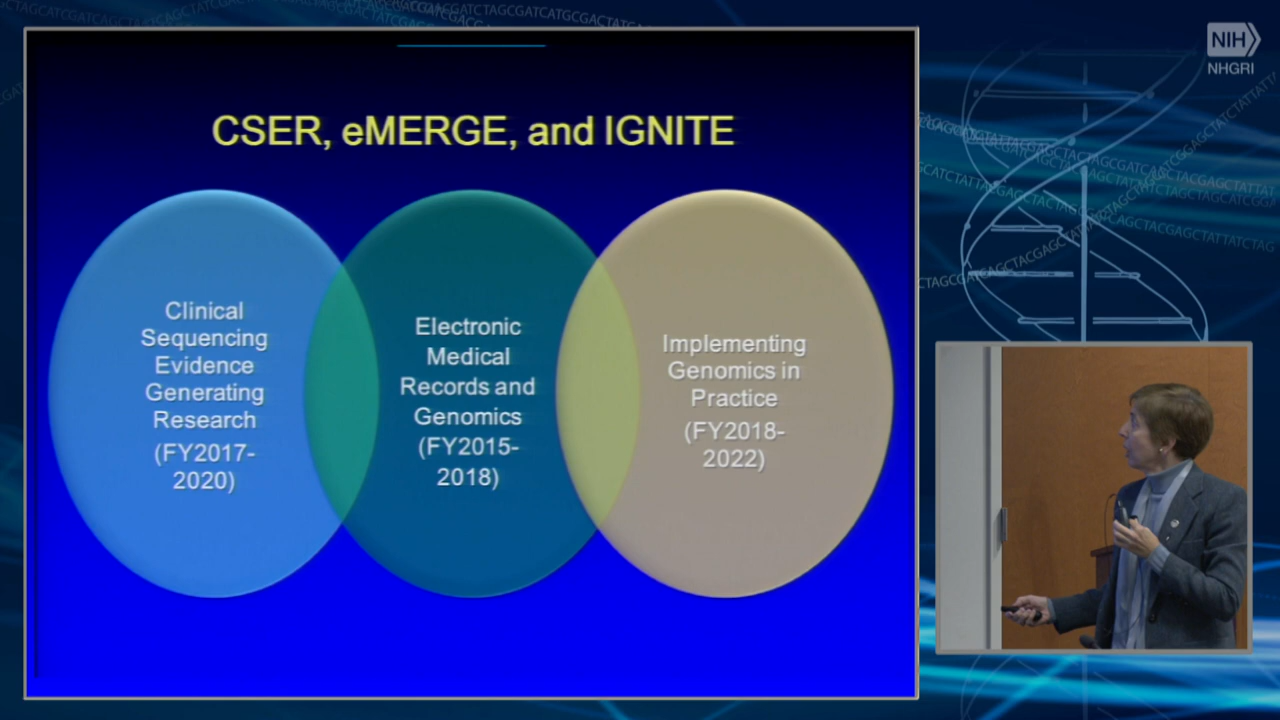 CSER, eMERGE, and IGNITE
Clinical
Sequencing
Evidence
Generating
Research
(FY2017-
2020)
Electronic
Medical
Records and
Genomics
(FY2015-
2018)
Implementing
Genomics in
Practice
(FY2018-
2022)
NIH
NHGRI